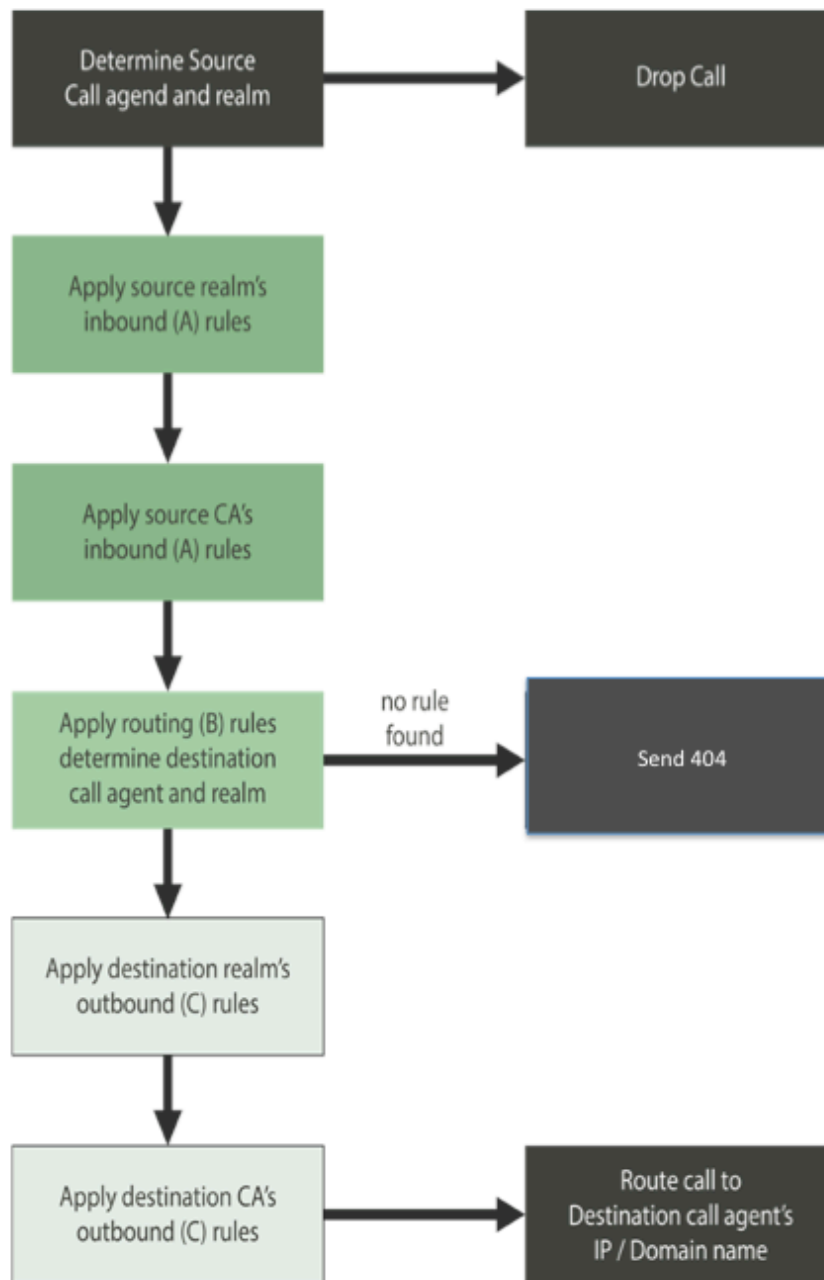 Determine Source
Call agend and realm
Drop Call
Apply source realm's
inbound (A) rules
Apply source CA's
inbound (A) rules
Apply routing (B) rules
determine destination
call agent and realm
no rule
found
Send 404
Apply destination realm's
outbound (C) rules
Apply destination CA's
outbound (C) rules
Route call to
Destination call agent's
IP / Domain name